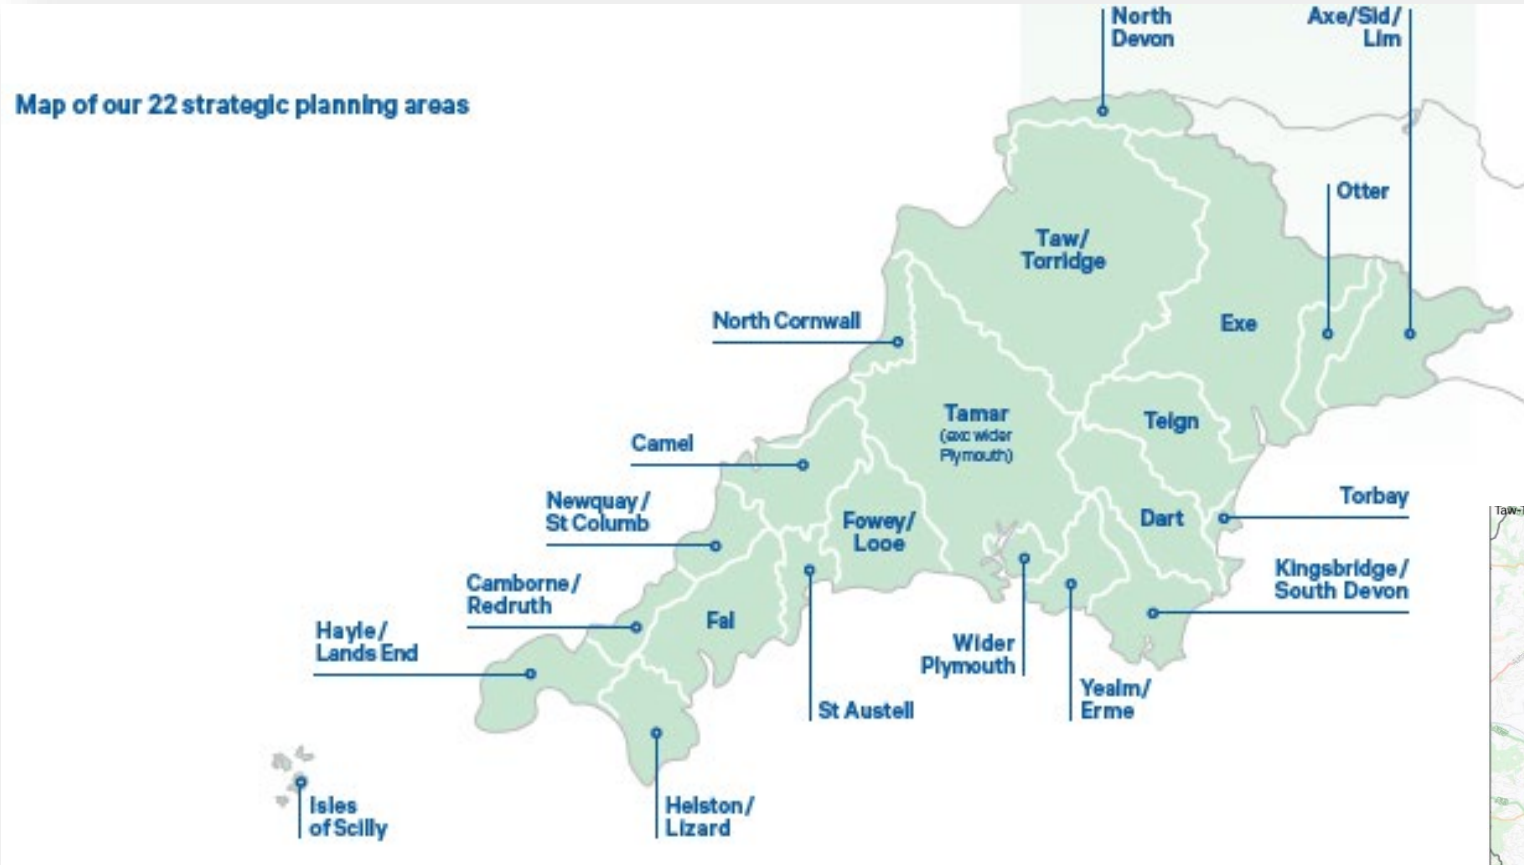 North
Devon
Axe/Sid/
Lim
Map of our 22 strategic planning areas
Otter
Taw/
Torridge
North Cornwall
Exe
Tamar
(exc wider
Plymouth)
Teign
Camel
Newquay/
St Columb
Fowey/
Looe
Dart
Torbay
Camborne/
Redruth
Kingsbridge/
South Devon
Hayle/
Lands End
Fal
Wider
Plymouth
St Austell
Yealm/
Erme
Isles
of Scilly
Helston/
Lizard
Taw-T